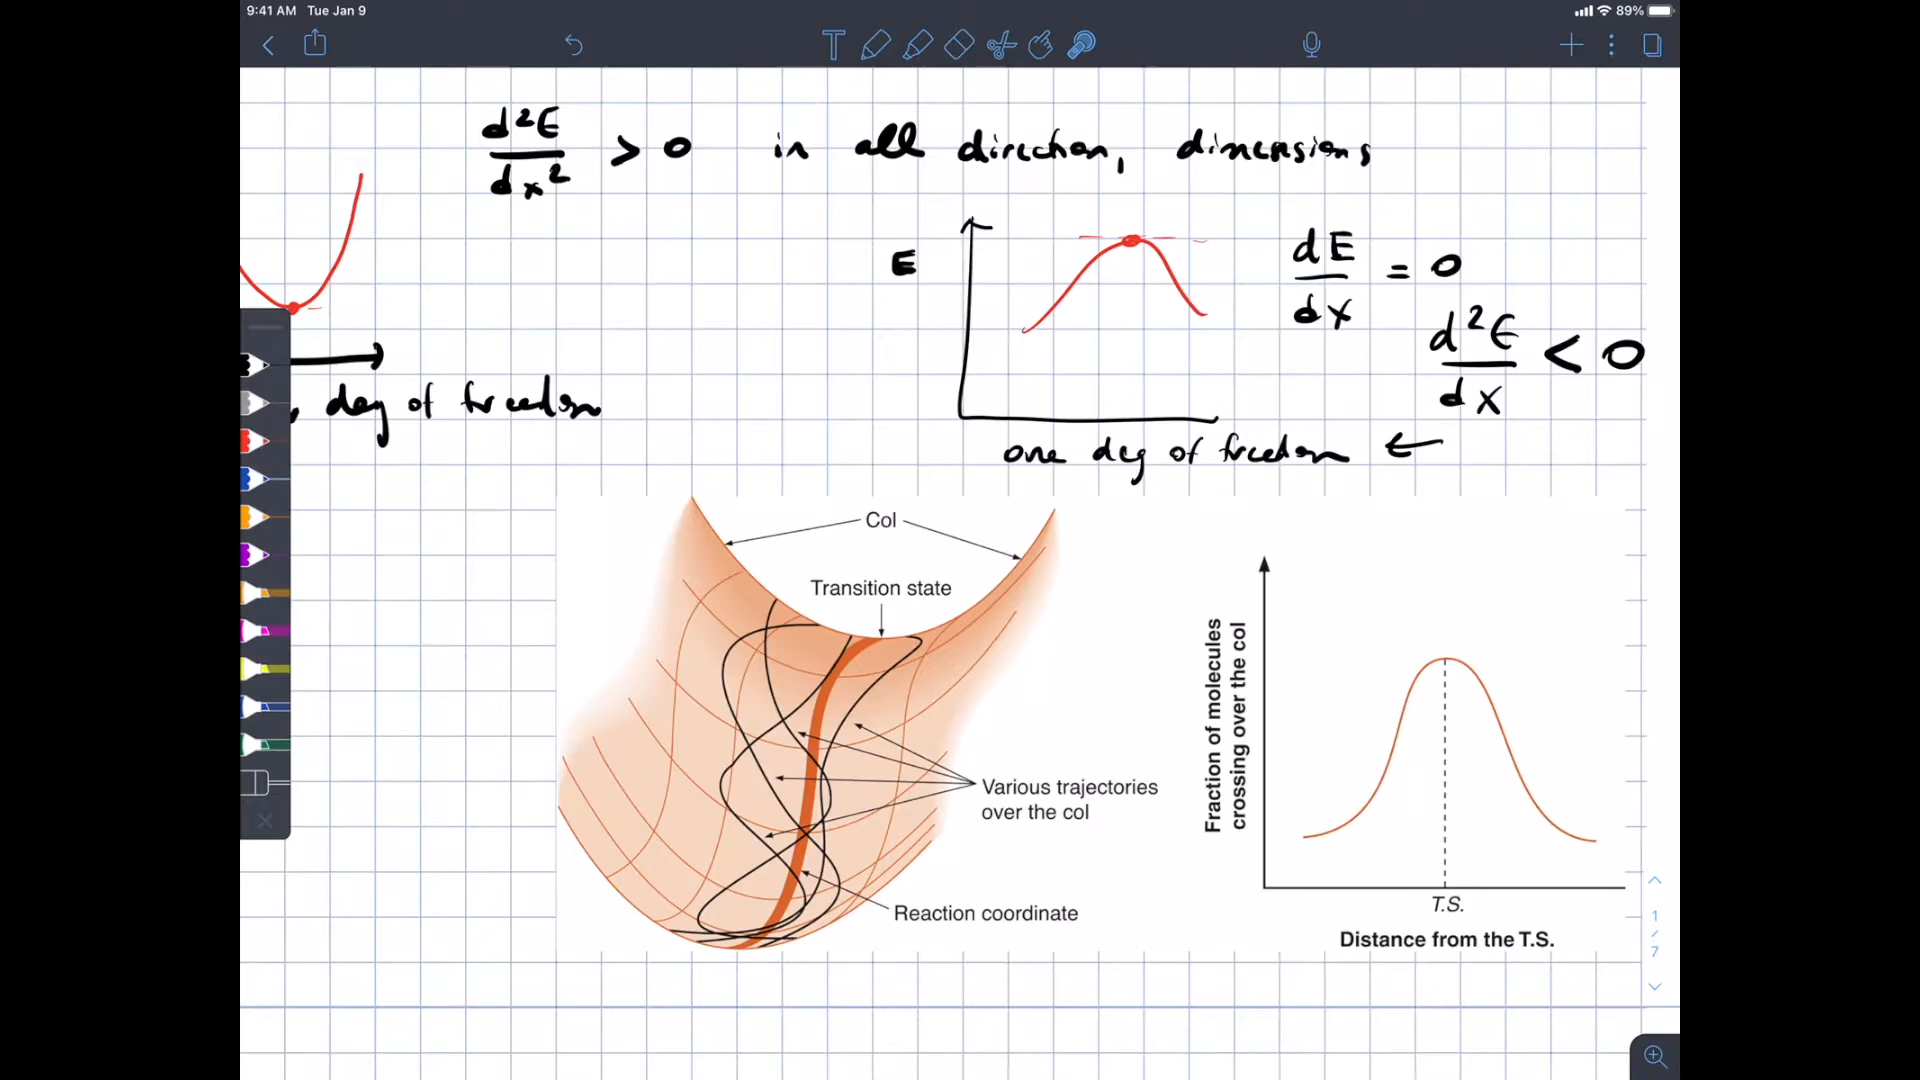 9:41 AM Tue Jan 9
89%
d²E
dx²
> 0 in all direction, dimensions
E
dE
dx
= 0
d²E
dx
< 0
, deg of freedom
one deg of freedom ←
Col
Transition state
Various trajectories
over the col
Reaction coordinate
Fraction of molecules
crossing over the col
T.S.
Distance from the T.S.
1
/
7